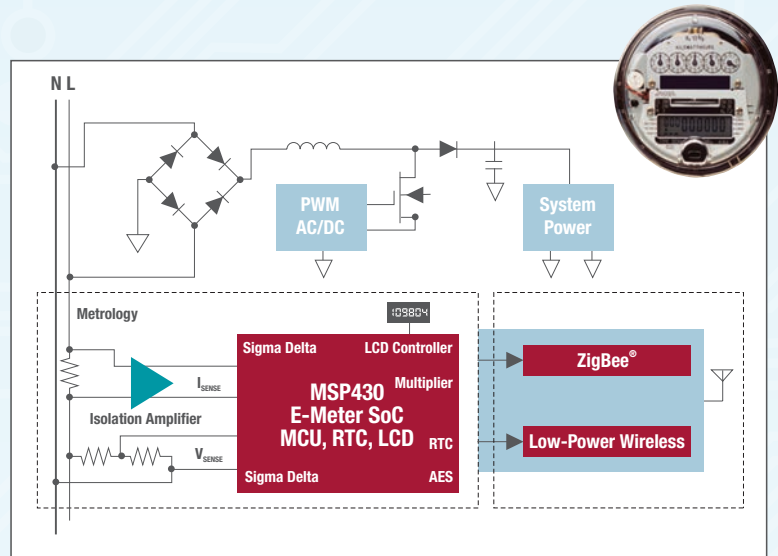 KILOWATTHOURS
N L
PWM
AC/DC
System
Power
Metrology
109804
Sigma Delta
LCD Controller
ISENSE
Multiplier
MSP430
E-Meter SoC
MCU, RTC, LCD
Isolation Amplifier
VSENSE
RTC
Sigma Delta
AES
ZigBee®
Low-Power Wireless